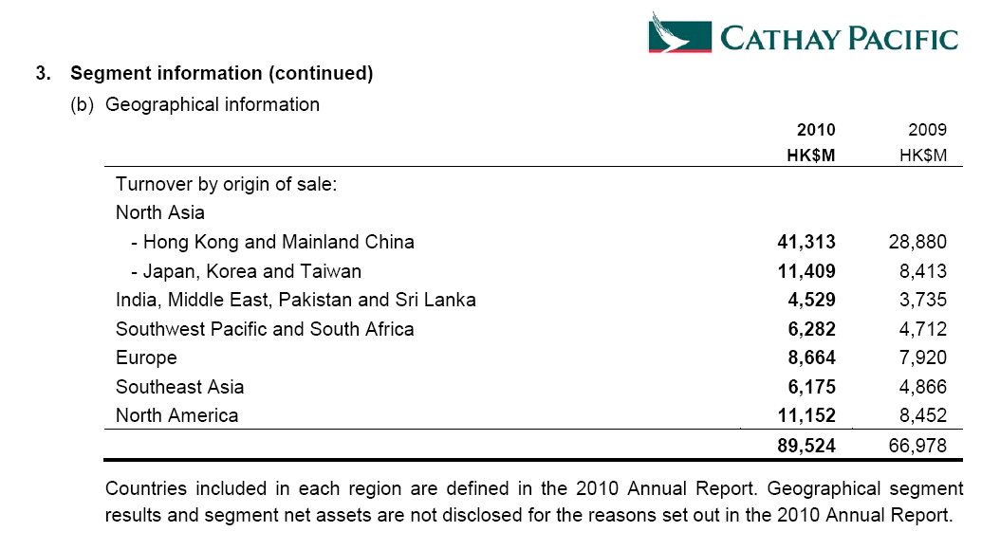 CATHAY PACIFIC
3. Segment information (continued)
(b) Geographical information
2010 2009
HK$M HK$M
Turnover by origin of sale:
North Asia
- Hong Kong and Mainland China 41,313 28,880
- Japan, Korea and Taiwan 11,409 8,413
India, Middle East, Pakistan and Sri Lanka 4,529 3,735
Southwest Pacific and South Africa 6,282 4,712
Europe 8,664 7,920
Southeast Asia 6,175 4,866
North America 11,152 8,452
89,524 66,978
Countries included in each region are defined in the 2010 Annual Report. Geographical segment
results and segment net assets are not disclosed for the reasons set out in the 2010 Annual Report.